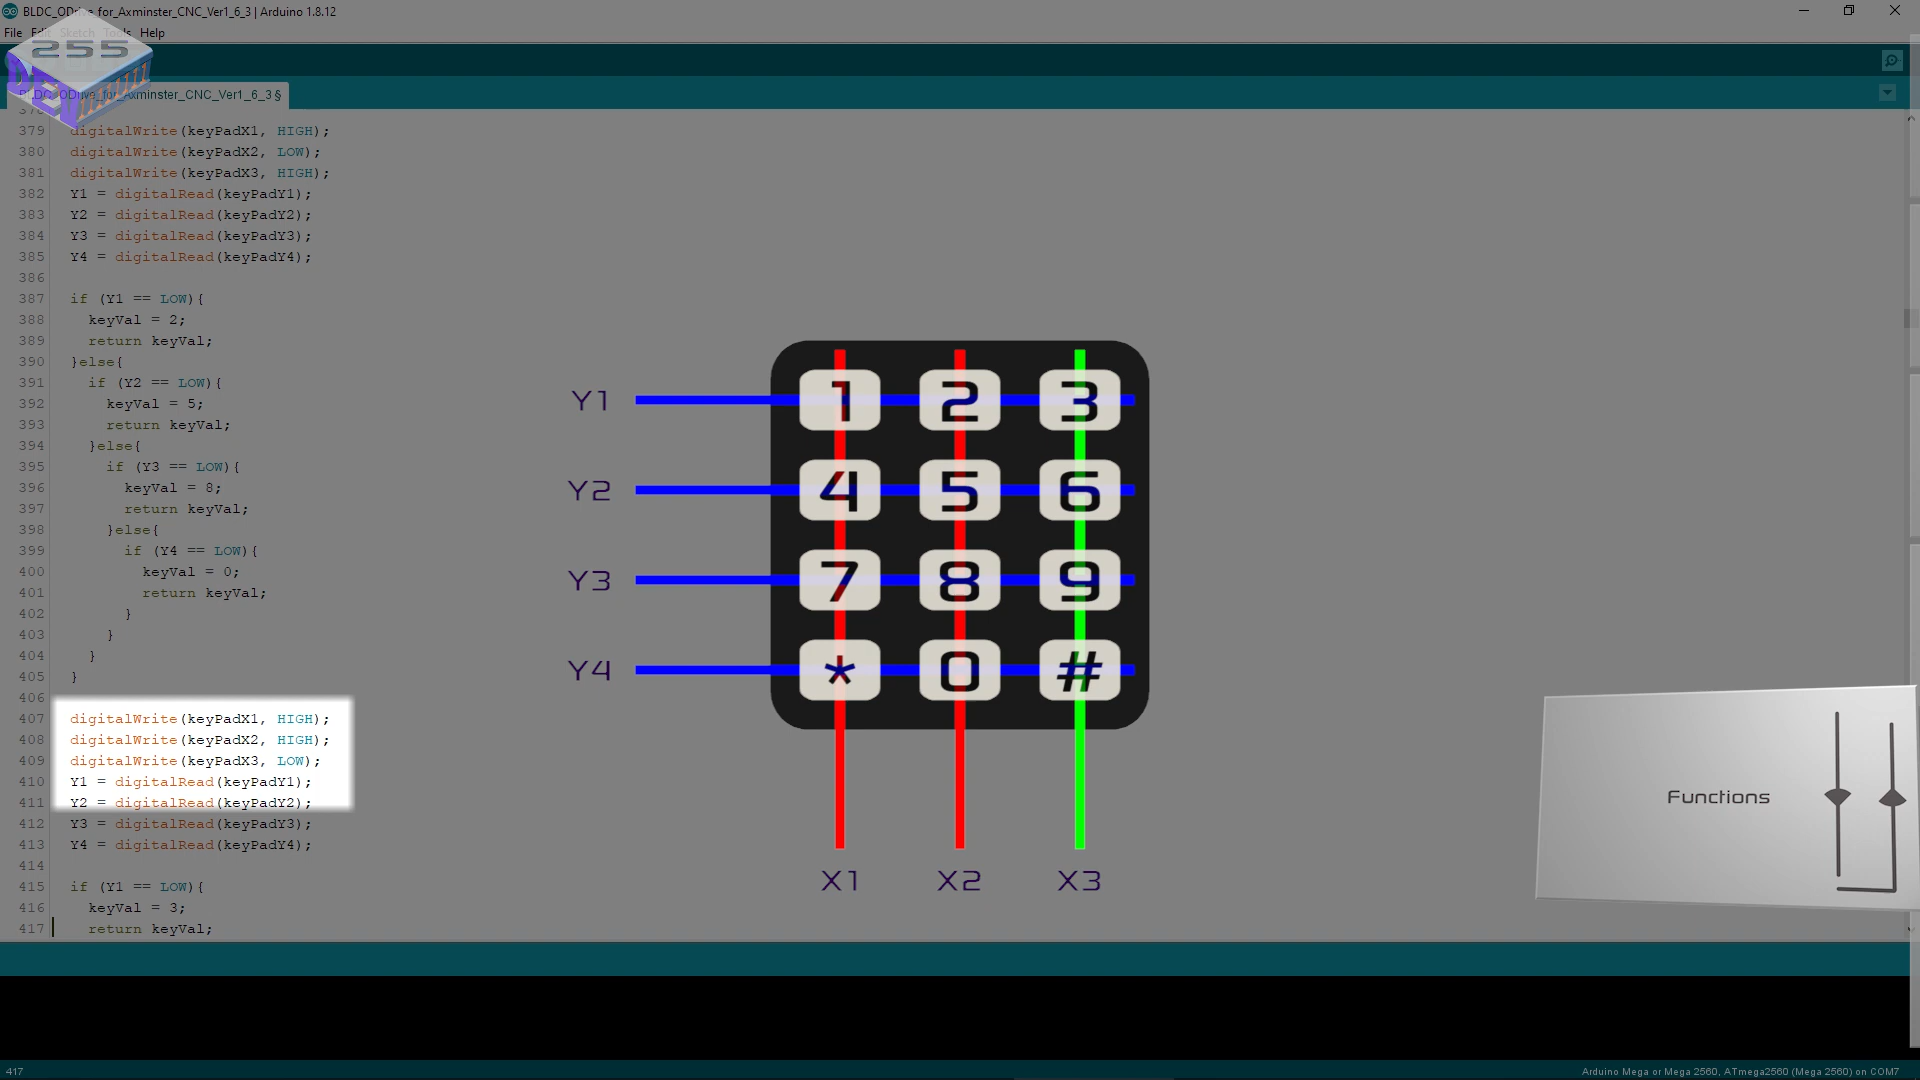 BLDC_ODrive_for_Axminster_CNC_Ver1_6_3 | Arduino 1.8.12
File Edit Sketch Tools Help
255
BLDC_ODrive_for_Axminster_CNC_Ver1_6_3 §
378
379 digitalWrite(keyPadX1, HIGH);
380 digitalWrite(keyPadX2, LOW);
381 digitalWrite(keyPadX3, HIGH);
382 Y1 = digitalRead(keyPadY1);
383 Y2 = digitalRead(keyPadY2);
384 Y3 = digitalRead(keyPadY3);
385 Y4 = digitalRead(keyPadY4);
386
387 if (Y1 == LOW){
388 keyVal = 2;
389 return keyVal;
390 }else{
391 if (Y2 == LOW){
392 keyVal = 5;
393 return keyVal;
394 }else{
395 if (Y3 == LOW){
396 keyVal = 8;
397 return keyVal;
398 }else{
399 if (Y4 == LOW){
400 keyVal = 0;
401 return keyVal;
402 }
403 }
404 }
405 }
406
407 digitalWrite(keyPadX1, HIGH);
408 digitalWrite(keyPadX2, HIGH);
409 digitalWrite(keyPadX3, LOW);
410 Y1 = digitalRead(keyPadY1);
411 Y2 = digitalRead(keyPadY2);
412 Y3 = digitalRead(keyPadY3);
413 Y4 = digitalRead(keyPadY4);
414
415 if (Y1 == LOW){
416 keyVal = 3;
417 return keyVal;
Y1 1 2 3
Y2 4 5 6
Y3 7 8 9
Y4 * 0 #
X1 X2 X3
Functions
417
Arduino Mega or Mega 2560, ATmega2560 (Mega 2560) on COM7